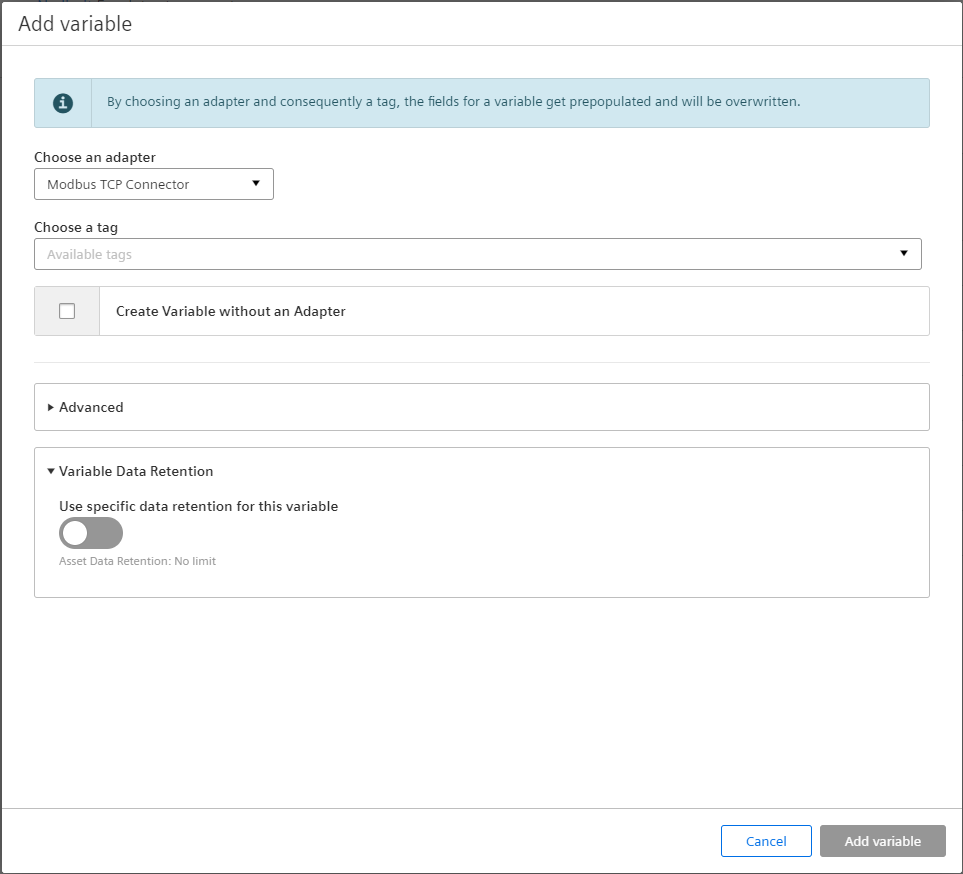 Add variable
By choosing an adapter and consequently a tag, the fields for a variable get prepopulated and will be overwritten.
Choose an adapter
Modbus TCP Connector
Choose a tag
Available tags
Create Variable without an Adapter
Advanced
Variable Data Retention
Use specific data retention for this variable
Asset Data Retention: No limit
Cancel
Add variable